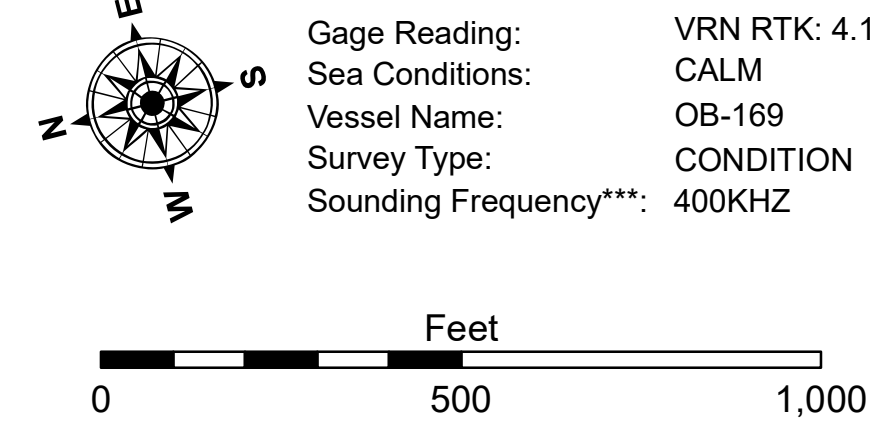 E
S
N
W
Gage Reading: VRN RTK: 4.1
Sea Conditions: CALM
Vessel Name: OB-169
Survey Type: CONDITION
Sounding Frequency***: 400KHZ
Feet
0 500 1,000